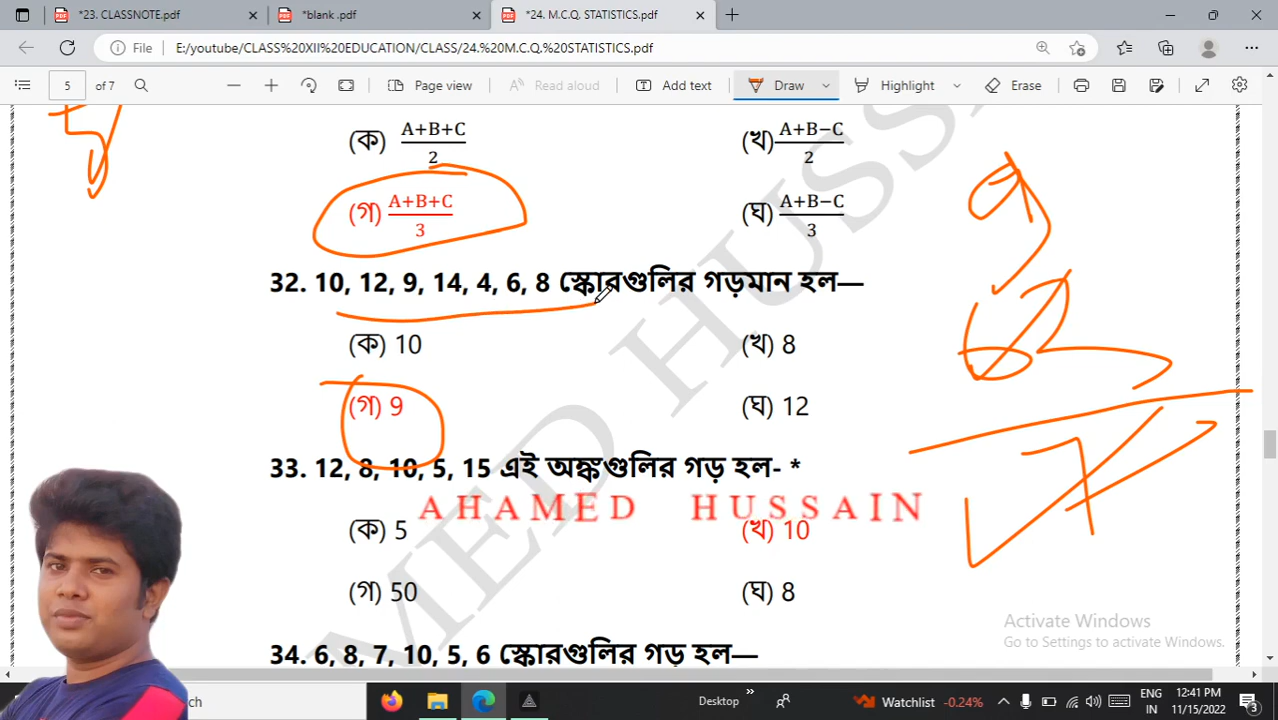 *23. CLASSNOTE.pdf
*blank .pdf
*24. M.C.Q. STATISTICS.pdf
File E:/youtube/CLASS%20XII%20EDUCATION/CLASS/24.%20M.C.Q.%20STATISTICS.pdf
5 of 7 Page view Read aloud Add text Draw Highlight Erase
(ক) A+B+C/2 (খ) A+B−C/2
(গ) A+B+C/3 (ঘ) A+B−C/3
32. 10, 12, 9, 14, 4, 6, 8 স্কোরগুলির গড়মান হল—
(ক) 10 (খ) 8
(গ) 9 (ঘ) 12
33. 12, 8, 10, 5, 15 এই অঙ্কগুলির গড় হল- *
AHAMED HUSSAIN
(ক) 5 (খ) 10
(গ) 50 (ঘ) 8
34. 6, 8, 7, 10, 5, 6 স্কোরগুলির গড় হল—
Activate Windows
Go to Settings to activate Windows.
rch Desktop Watchlist -0.24% ENG 12:41 PM
IN 11/15/2022 3